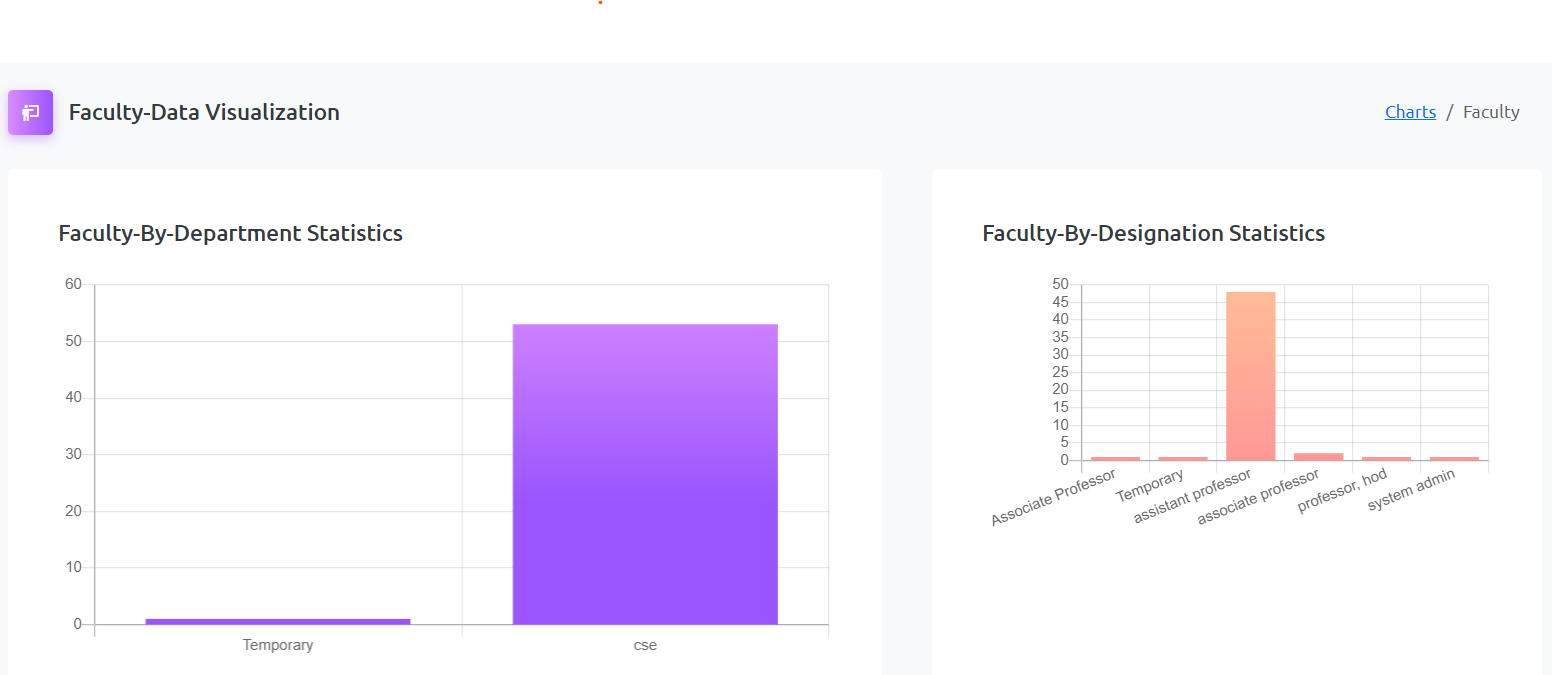 Faculty-Data Visualization
Charts / Faculty
Faculty-By-Department Statistics
60
50
40
30
20
10
0
Temporary
cse
Faculty-By-Designation Statistics
50
45
40
35
30
25
20
15
10
5
0
Associate Professor
Temporary
assistant professor
associate professor
professor, hod
system admin